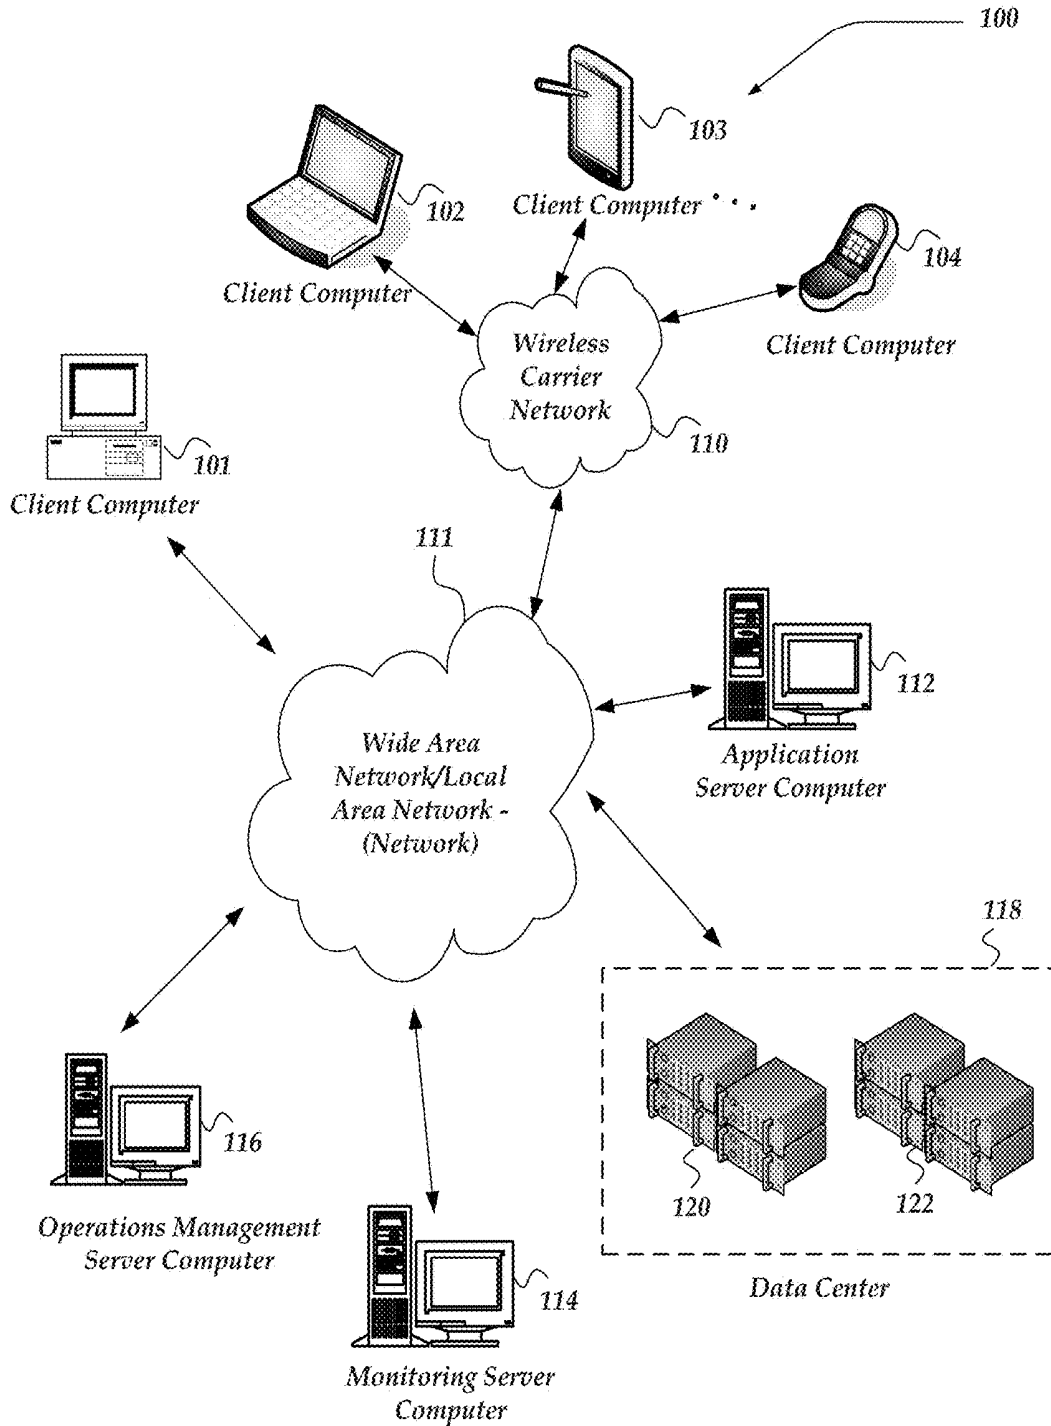 100
103
Client Computer . . .
102
Client Computer
104
Client Computer
Wireless
Carrier
Network
110
101
Client Computer
111
112
Application
Server Computer
Wide Area
Network/Local
Area Network -
(Network)
118
116
Operations Management
Server Computer
120
122
Data Center
114
Monitoring Server
Computer